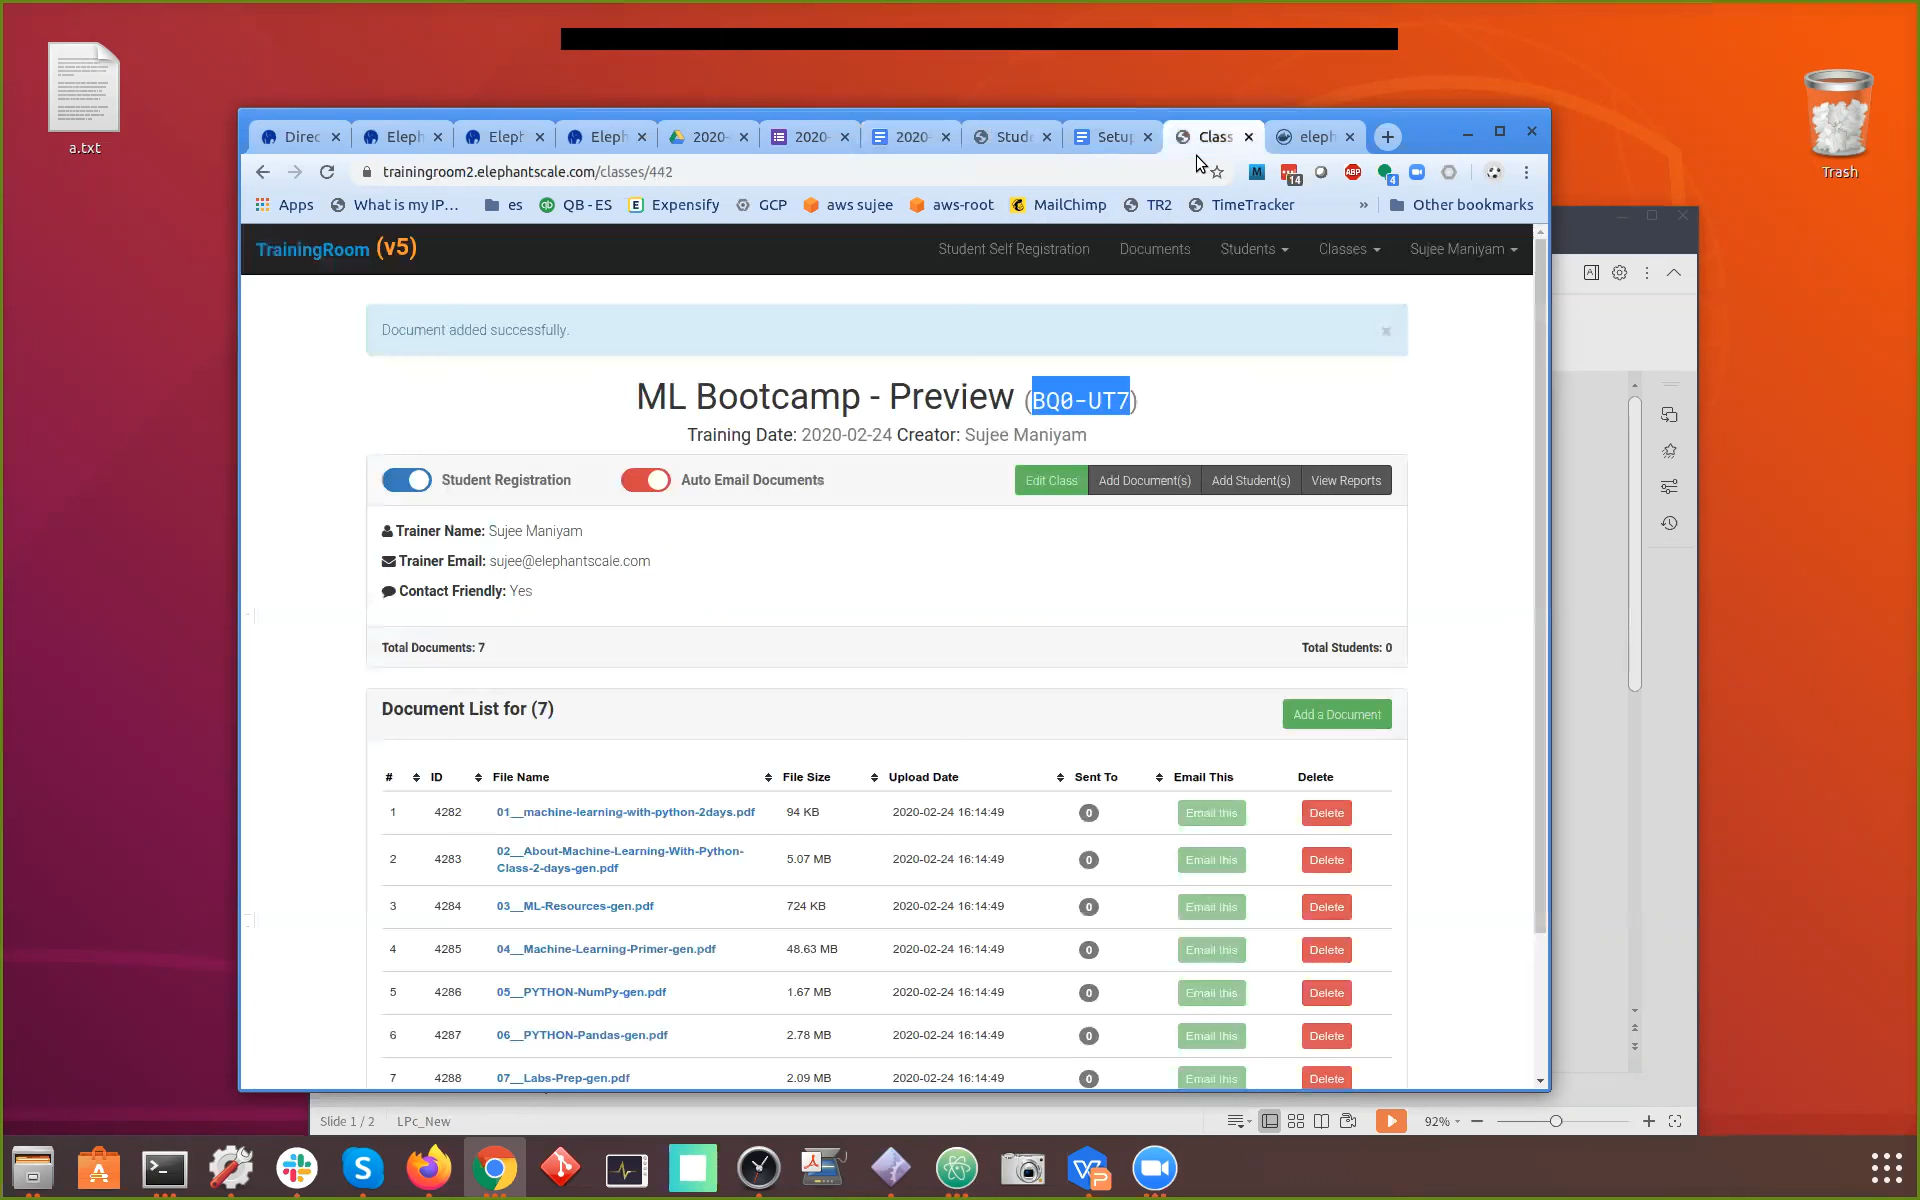 a.txt
Trash
Direc
Eleph
Eleph
Eleph
2020-
2020-
2020-
Stude
Setup
Class
eleph
trainingroom2.elephantscale.com/classes/442
M
14
ABP
4
Apps
What is my IP...
es
QB - ES
Expensify
GCP
aws sujee
aws-root
MailChimp
TR2
TimeTracker
»
Other bookmarks
TrainingRoom (v5)
Student Self Registration
Documents
Students
Classes
Sujee Maniyam
Document added successfully.
ML Bootcamp - Preview (BQ0-UT7)
Training Date: 2020-02-24 Creator: Sujee Maniyam
Student Registration
Auto Email Documents
Edit Class
Add Document(s)
Add Student(s)
View Reports
Trainer Name: Sujee Maniyam
Trainer Email: sujee@elephantscale.com
Contact Friendly: Yes
Total Documents: 7
Total Students: 0
Document List for (7)
Add a Document
# ID File Name File Size Upload Date Sent To Email This Delete
1 4282 01__machine-learning-with-python-2days.pdf 94 KB 2020-02-24 16:14:49 0 Email this Delete
2 4283 02__About-Machine-Learning-With-Python-
Class-2-days-gen.pdf 5.07 MB 2020-02-24 16:14:49 0 Email this Delete
3 4284 03__ML-Resources-gen.pdf 724 KB 2020-02-24 16:14:49 0 Email this Delete
4 4285 04__Machine-Learning-Primer-gen.pdf 48.63 MB 2020-02-24 16:14:49 0 Email this Delete
5 4286 05__PYTHON-NumPy-gen.pdf 1.67 MB 2020-02-24 16:14:49 0 Email this Delete
6 4287 06__PYTHON-Pandas-gen.pdf 2.78 MB 2020-02-24 16:14:49 0 Email this Delete
7 4288 07__Labs-Prep-gen.pdf 2.09 MB 2020-02-24 16:14:49 0 Email this Delete
Slide 1 / 2
LPc_New
92%